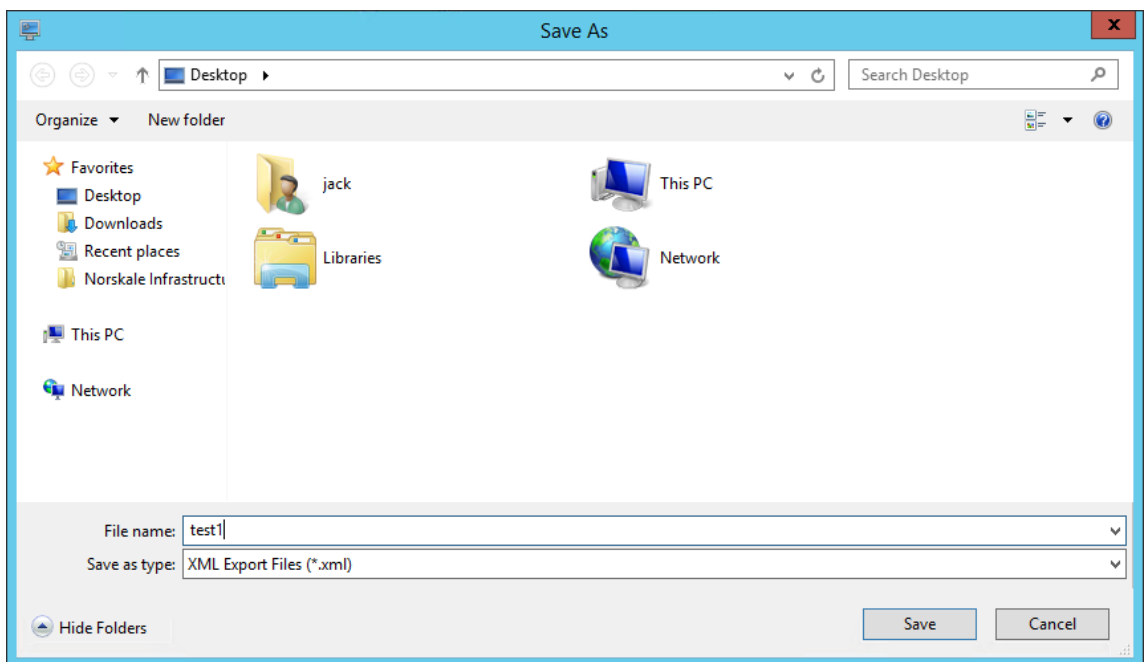 Save As
Desktop
Search Desktop
Organize
New folder
Favorites
Desktop
Downloads
Recent places
Norskale Infrastructu
This PC
Network
jack
This PC
Libraries
Network
File name: test1
Save as type: XML Export Files (*.xml)
Hide Folders
Save
Cancel